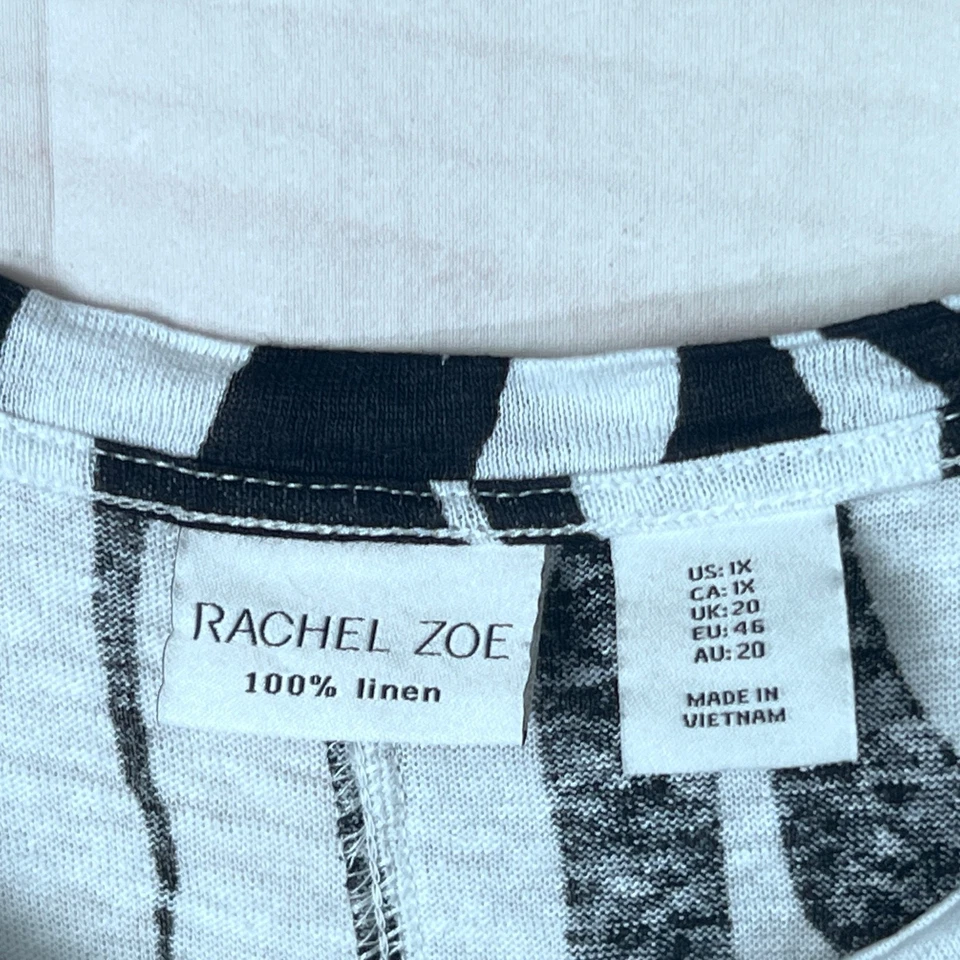 RACHEL ZOE
100% linen
US: 1X
CA: 1X
UK: 20
EU: 46
AU: 20
MADE IN
VIETNAM